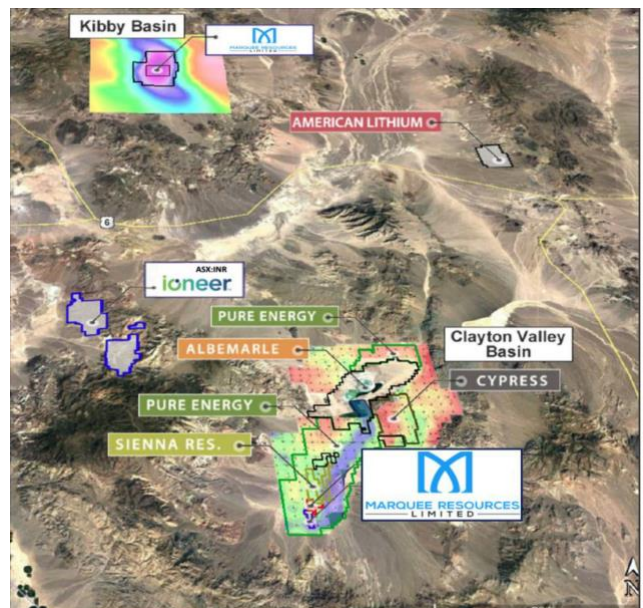 Kibby Basin
MARQUEE RESOURCES
LIMITED
AMERICAN LITHIUM
6
ASX:INR
ioneer
PURE ENERGY
Clayton Valley
Basin
ALBEMARLE
CYPRESS
PURE ENERGY
SIENNA RES.
MARQUEE RESOURCES
LIMITED
N